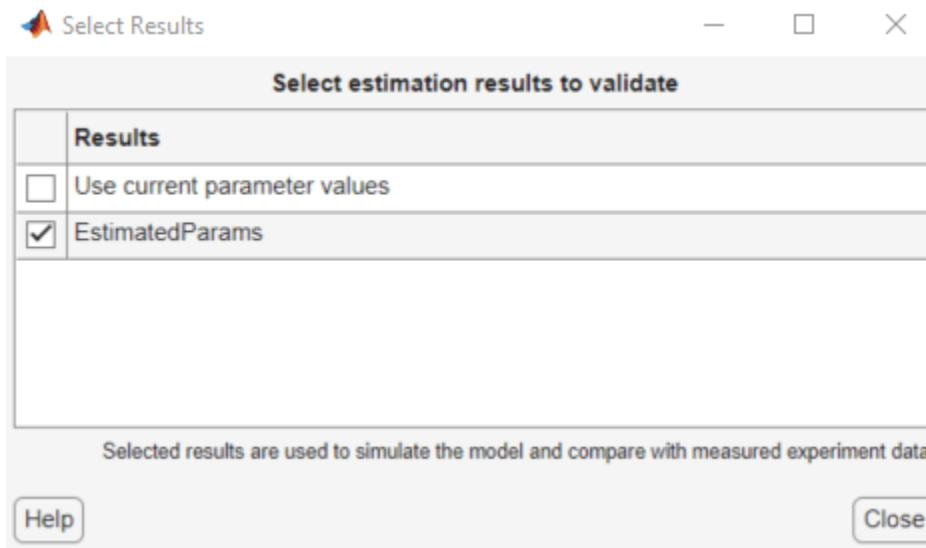 Select Results
Select estimation results to validate
Results
Use current parameter values
EstimatedParams
Selected results are used to simulate the model and compare with measured experiment data
Help
Close